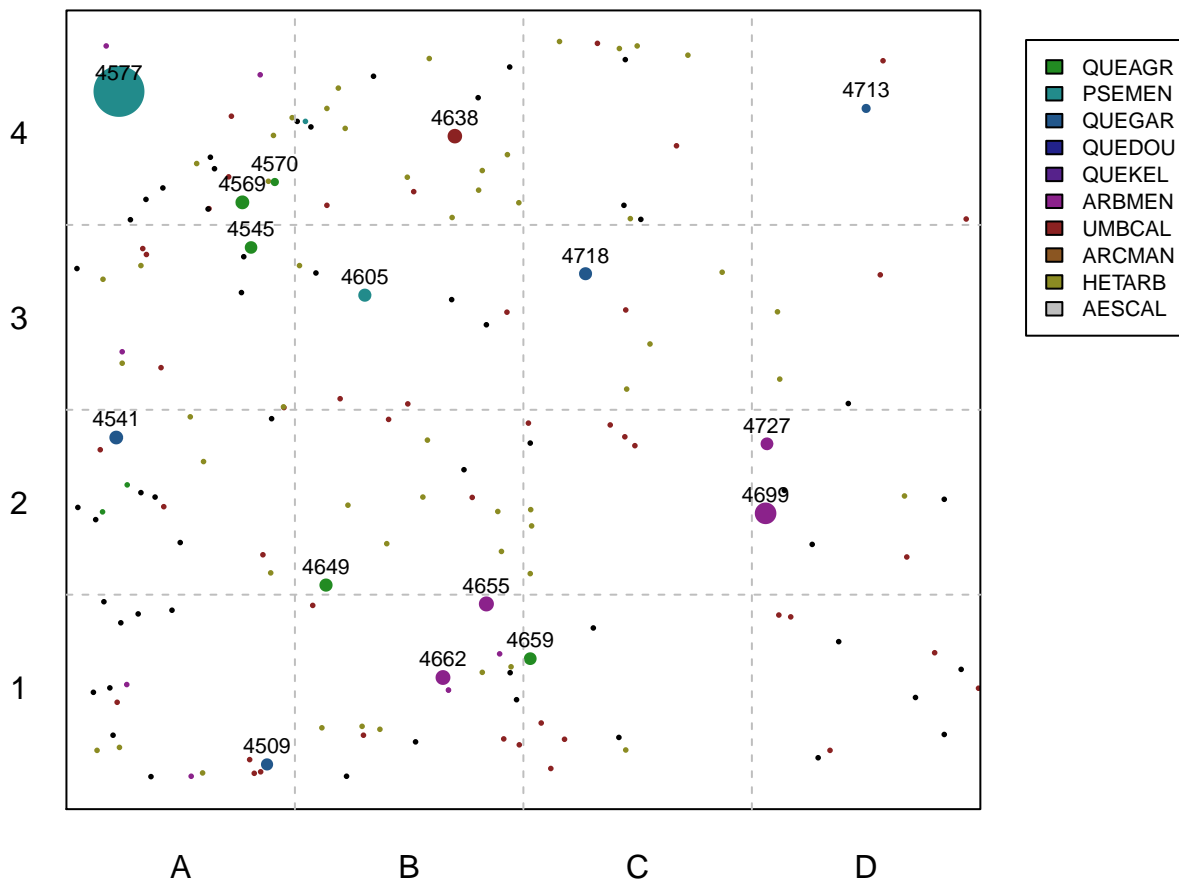 4577
4713
4638
4
4570
4569
4545
4718
4605
3
4541
4727
4699
2
4649
4655
4659
4662
1
4509
A B C D
QUEAGR
PSEMEN
QUEGAR
QUEDOU
QUEKEL
ARBMEN
UMBCAL
ARCMAN
HETARB
AESCAL